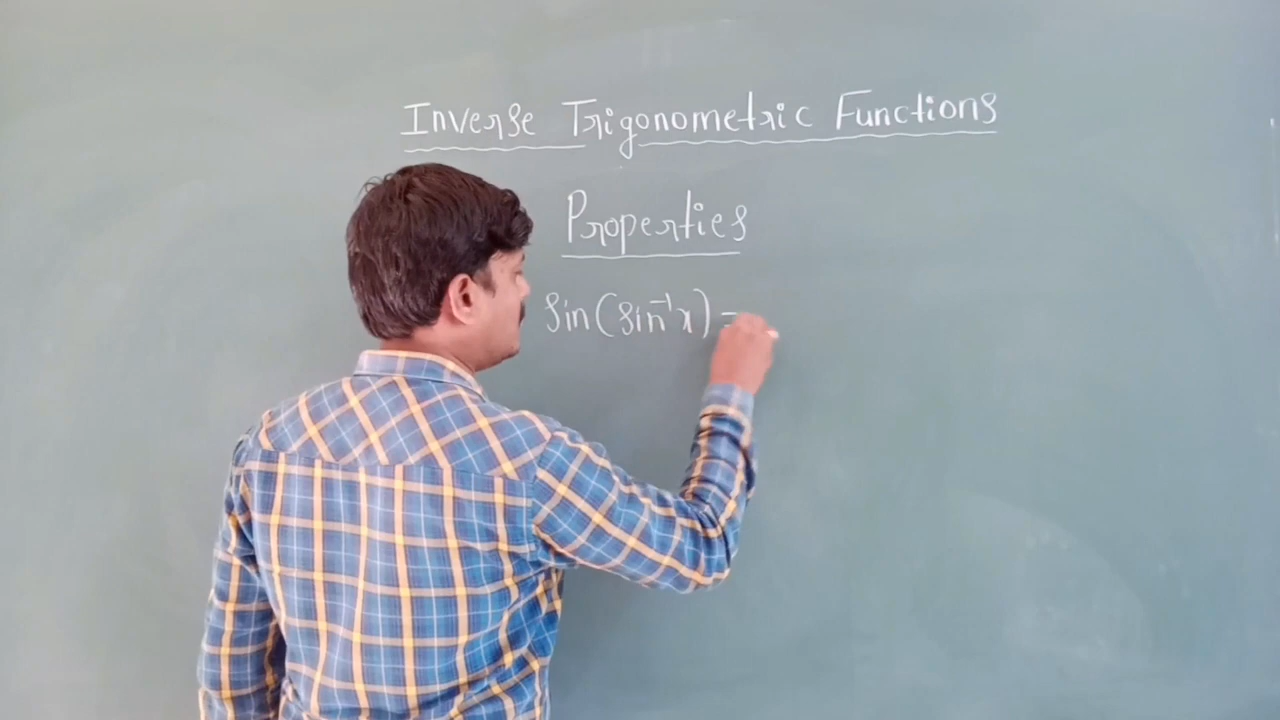 Inverse Trigonometric Functions
Properties
sin(sin⁻¹x) =